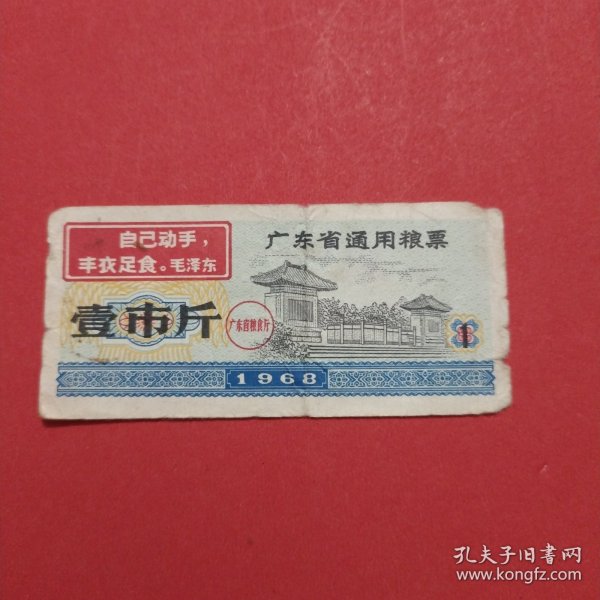 自己动手，
丰衣足食。毛泽东
广东省通用粮票
壹市斤
广东省粮食厅
1
1968
孔夫子旧书网
www.kongfz.com